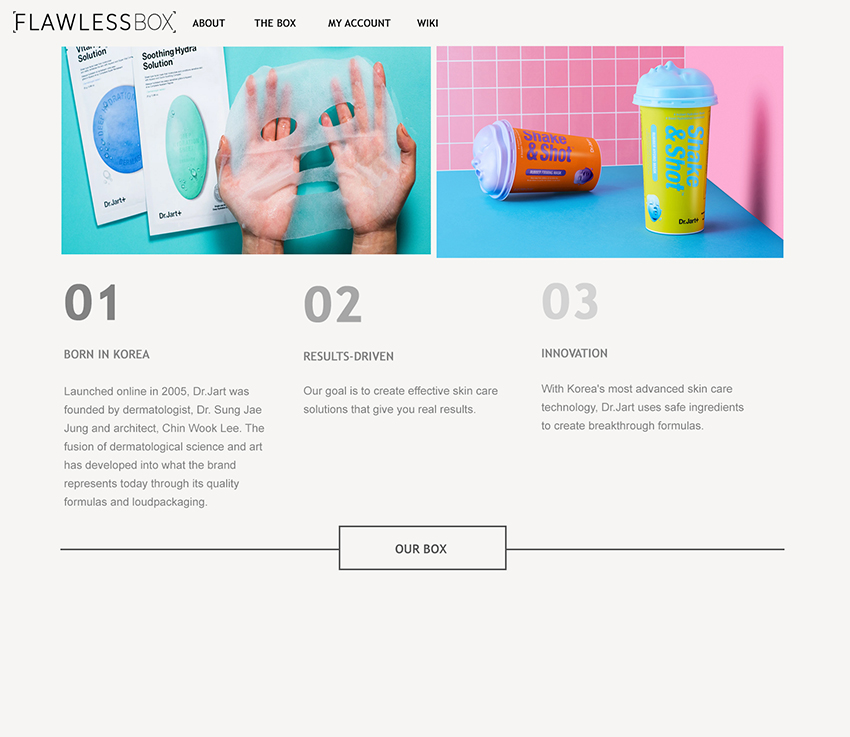 [FLAWLESSBOX]
ABOUT
THE BOX
MY ACCOUNT
WIKI
Solution
Soothing Hydra
Solution
DEEP HYDRATION
Dr.Jart+
Dr.Jart+
Shake
& Shot
Shake
& Shot
Dr.Jart+
01
BORN IN KOREA
Launched online in 2005, Dr.Jart was
founded by dermatologist, Dr. Sung Jae
Jung and architect, Chin Wook Lee. The
fusion of dermatological science and art
has developed into what the brand
represents today through its quality
formulas and loudpackaging.
02
RESULTS-DRIVEN
Our goal is to create effective skin care
solutions that give you real results.
03
INNOVATION
With Korea's most advanced skin care
technology, Dr.Jart uses safe ingredients
to create breakthrough formulas.
OUR BOX